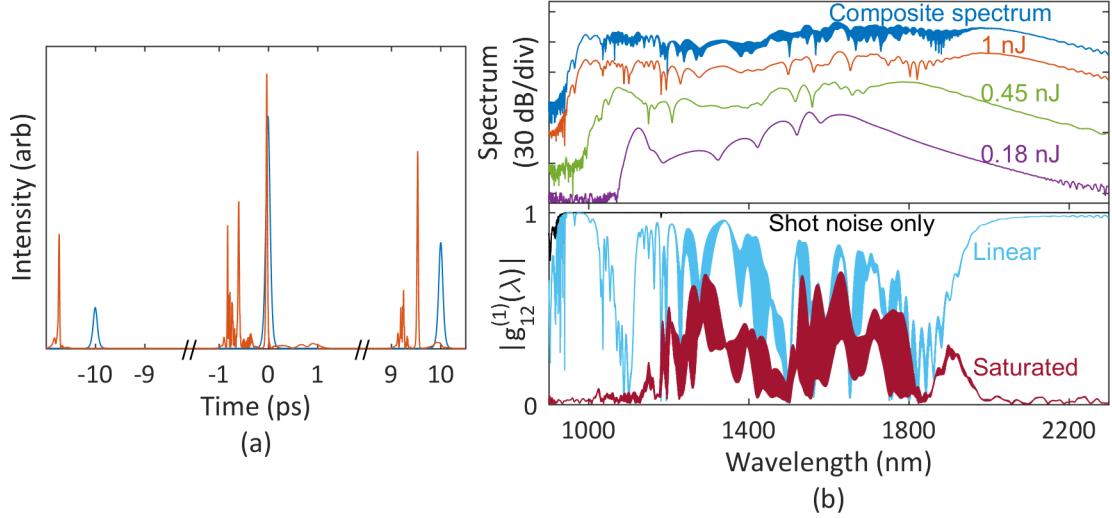 Intensity (arb)
-10
-9
-1
0
1
9
10
Time (ps)
(a)
Spectrum
(30 dB/div)
Composite spectrum
1 nJ
0.45 nJ
0.18 nJ
|g₁₂⁽¹⁾(λ)|
1
0
Shot noise only
Linear
Saturated
1000
1400
1800
2200
Wavelength (nm)
(b)